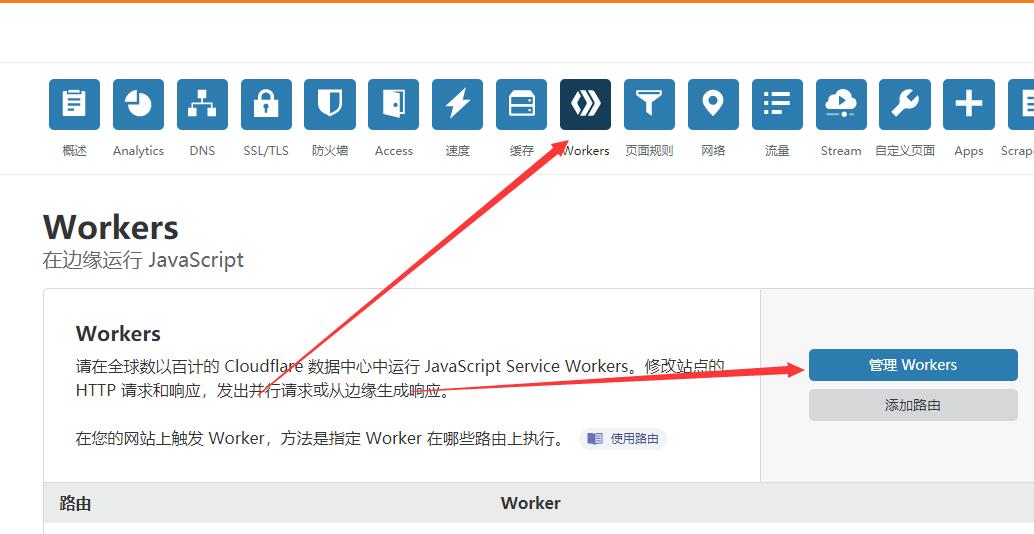 概述 Analytics DNS SSL/TLS 防火墙 Access 速度 缓存 Workers 页面规则 网络 流量 Stream 自定义页面 Apps Scrap
Workers
在边缘运行 JavaScript
Workers
请在全球数以百计的 Cloudflare 数据中心中运行 JavaScript Service Workers。修改站点的
HTTP 请求和响应，发出并行请求或从边缘生成响应。
管理 Workers
添加路由
在您的网站上触发 Worker，方法是指定 Worker 在哪些路由上执行。 使用路由
路由 Worker